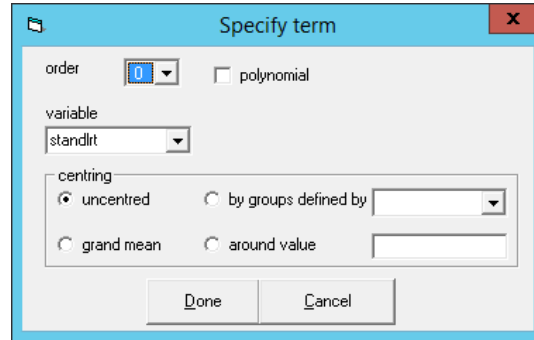 Specify term
x
order 0 polynomial
variable
standlrt
centring
uncentred by groups defined by
grand mean around value
Done Cancel